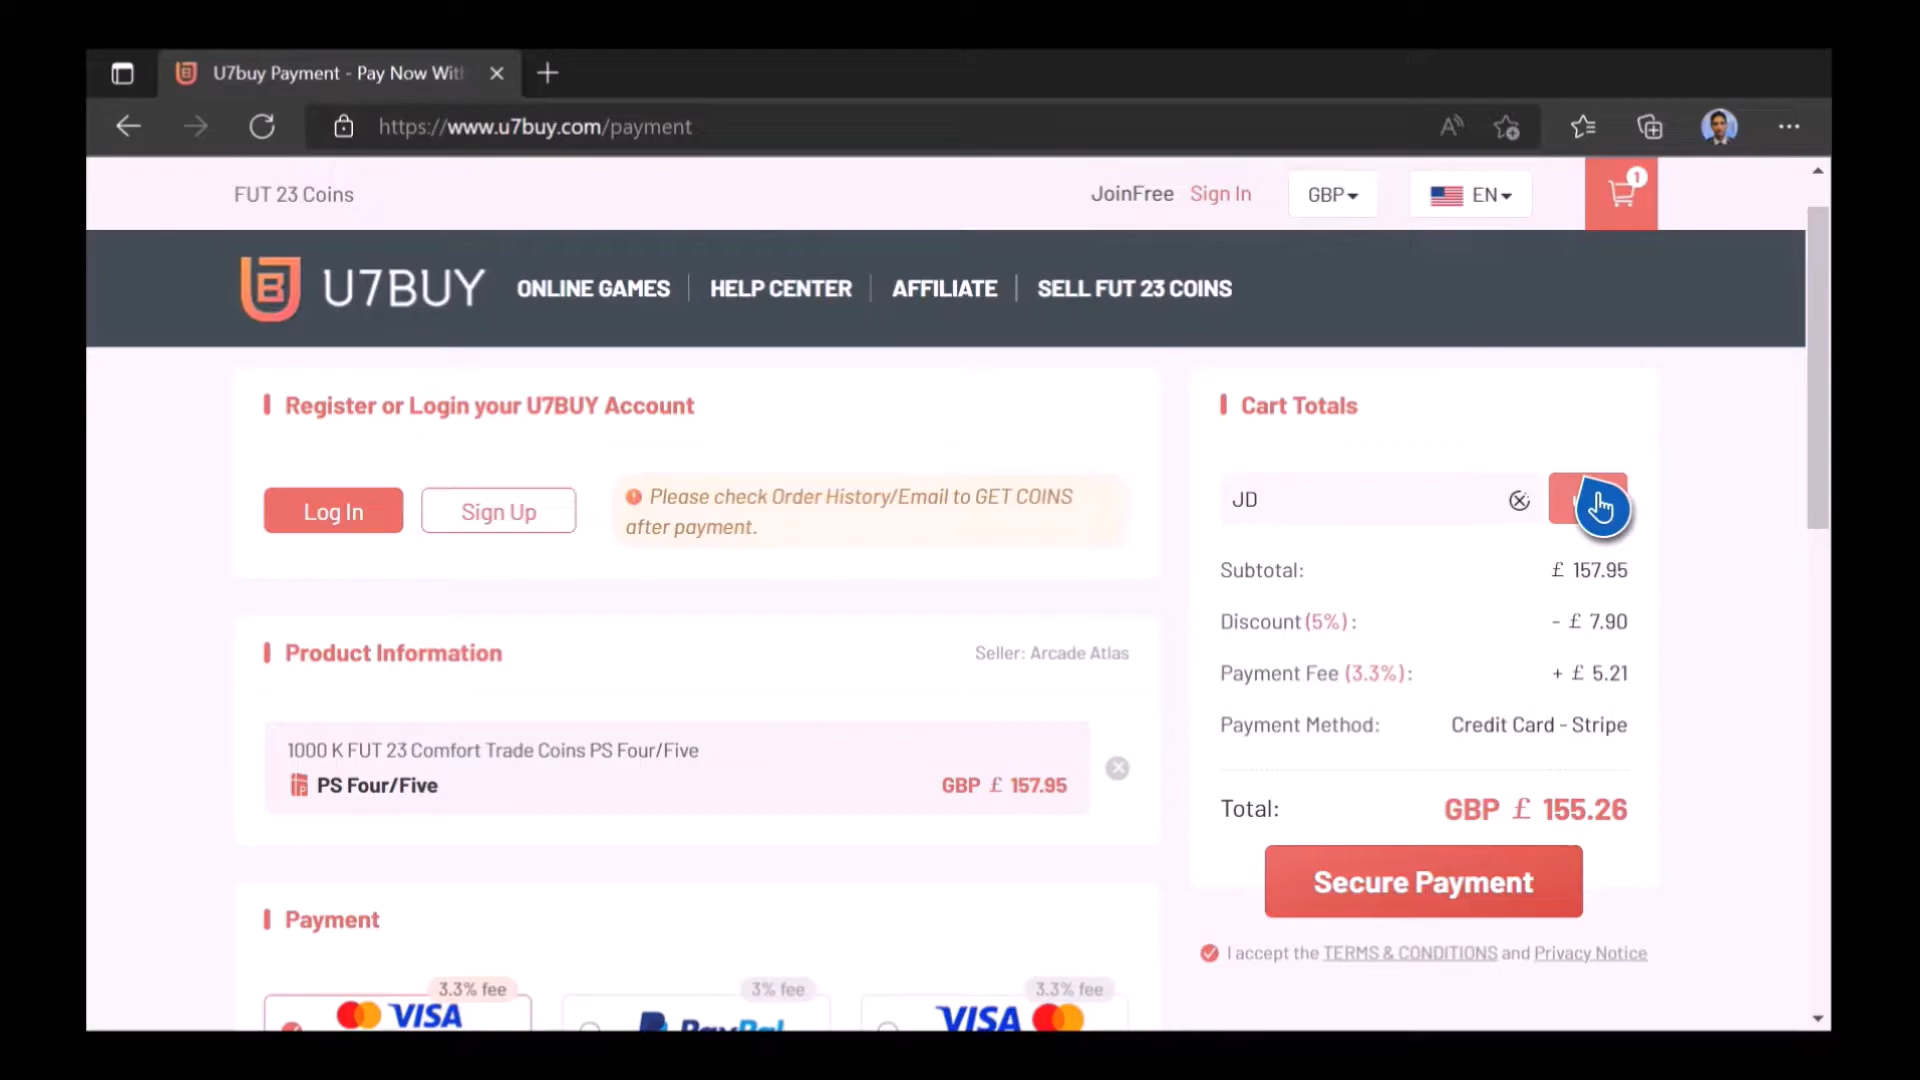 U7buy Payment - Pay Now Wit
https://www.u7buy.com/payment
FUT 23 Coins
JoinFree Sign In
GBP
EN
1
U7BUY
ONLINE GAMES
HELP CENTER
AFFILIATE
SELL FUT 23 COINS
Register or Login your U7BUY Account
Log In
Sign Up
Please check Order History/Email to GET COINS
after payment.
Product Information
Seller: Arcade Atlas
1000 K FUT 23 Comfort Trade Coins PS Four/Five
PS Four/Five
GBP £ 157.95
Payment
3.3% fee
VISA
3% fee
PayPal
3.3% fee
VISA
Cart Totals
JD
Subtotal: £ 157.95
Discount (5%) : - £ 7.90
Payment Fee (3.3%) : + £ 5.21
Payment Method: Credit Card - Stripe
Total: GBP £ 155.26
Secure Payment
I accept the TERMS & CONDITIONS and Privacy Notice